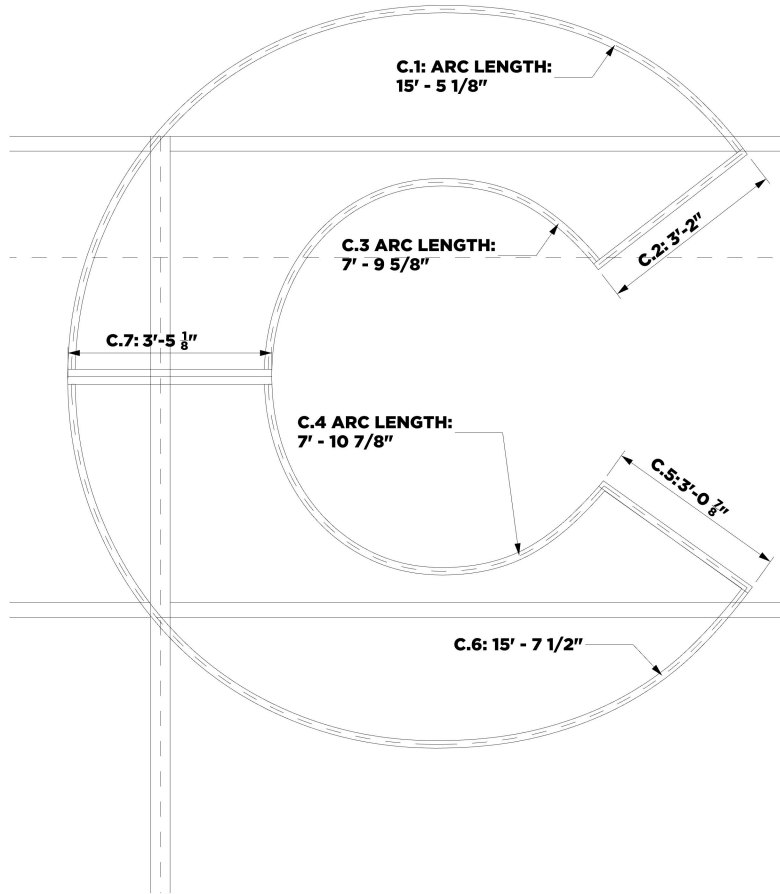 C.1: ARC LENGTH:
15' - 5 1/8"
C.2: 3'-2"
C.3 ARC LENGTH:
7' - 9 5/8"
C.7: 3'-5 1/8"
C.4 ARC LENGTH:
7' - 10 7/8"
C.5:3'-0 7/8"
C.6: 15' - 7 1/2"